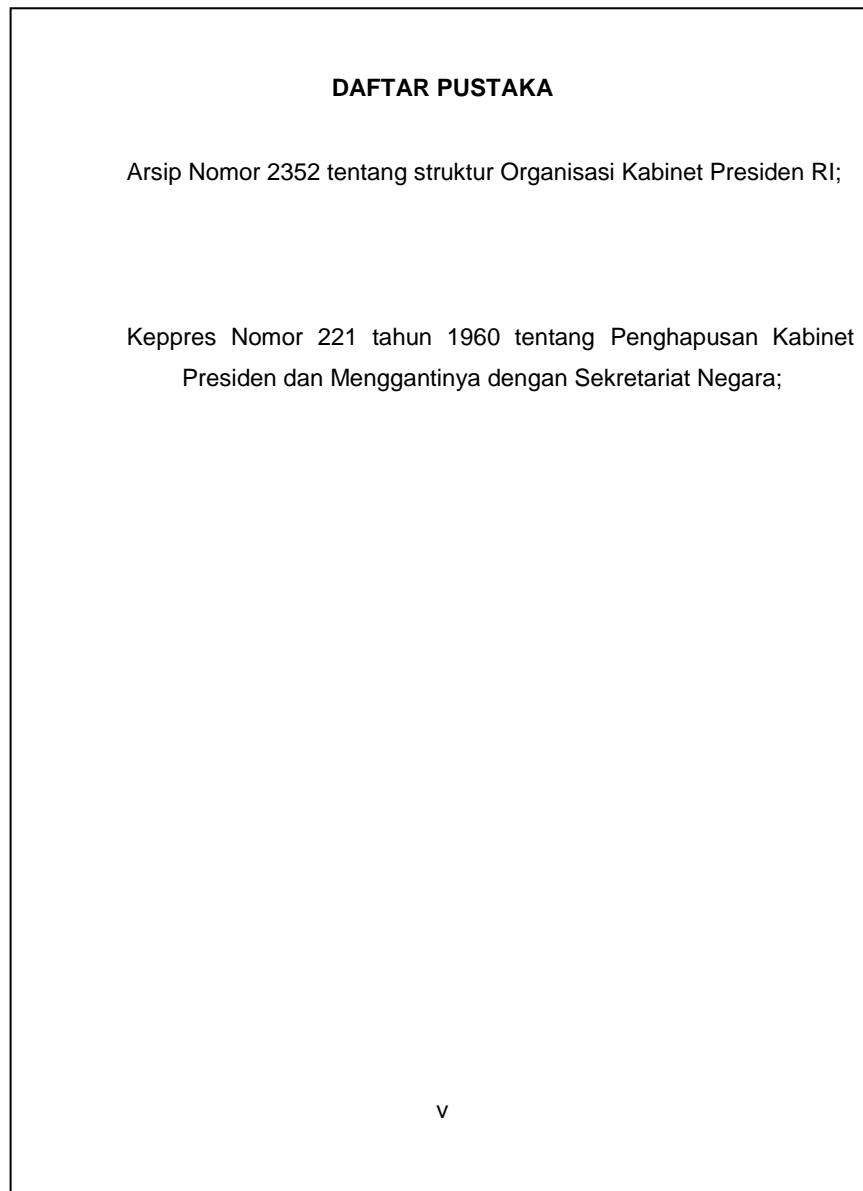 DAFTAR PUSTAKA
Arsip Nomor 2352 tentang struktur Organisasi Kabinet Presiden RI;
Keppres Nomor 221 tahun 1960 tentang Penghapusan Kabinet
Presiden dan Menggantinya dengan Sekretariat Negara;
v